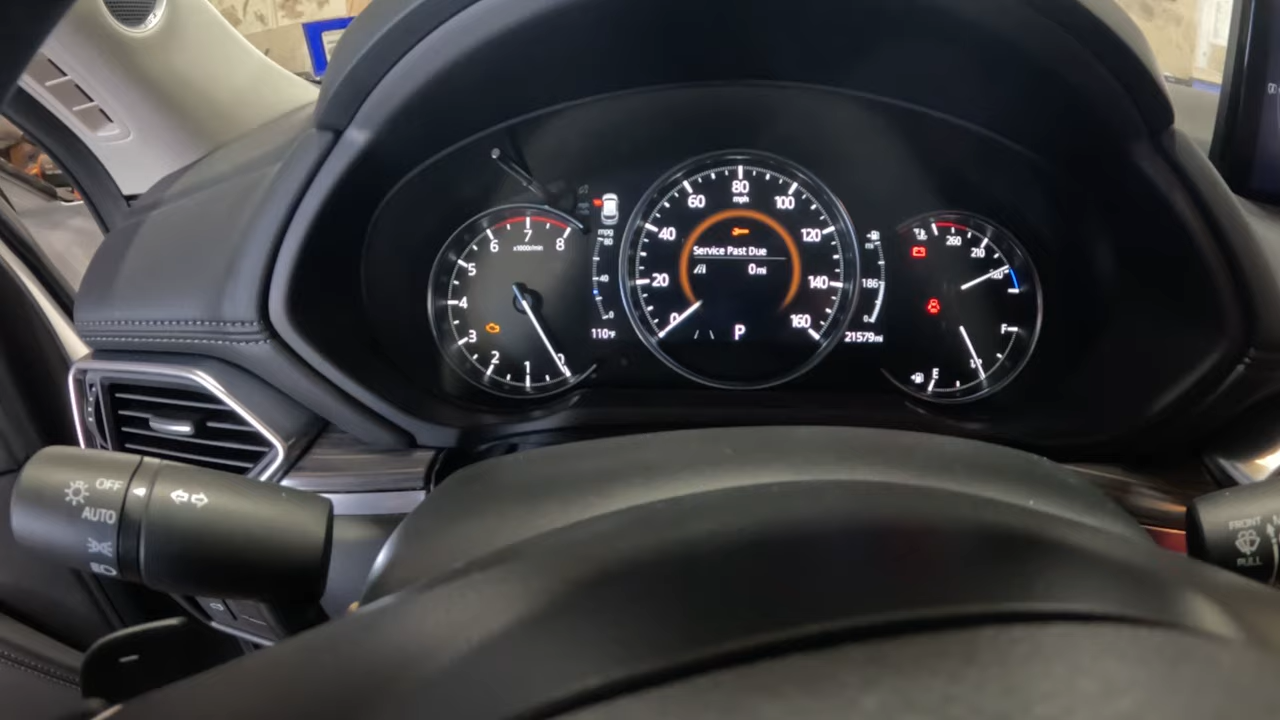 8
7
6
5
4
3
2
1
0
x1000r/min
mpg
80
40
0
110°F
0
20
40
60
80
mph
100
120
140
160
Service Past Due
0 mi
P
mi
186
0
21579 mi
260
210
F
E
OFF
AUTO
FRONT
PULL